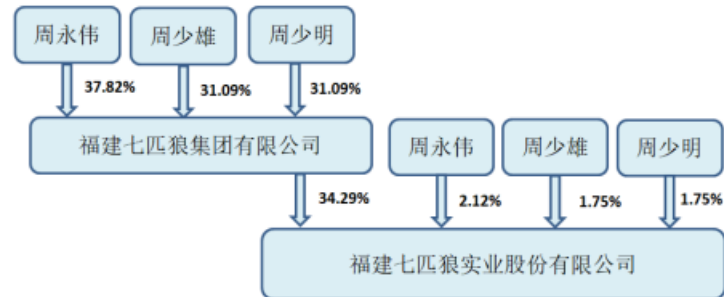 周永伟 周少雄 周少明
37.82% 31.09% 31.09%
福建七匹狼集团有限公司 周永伟 周少雄 周少明
34.29% 2.12% 1.75% 1.75%
福建七匹狼实业股份有限公司